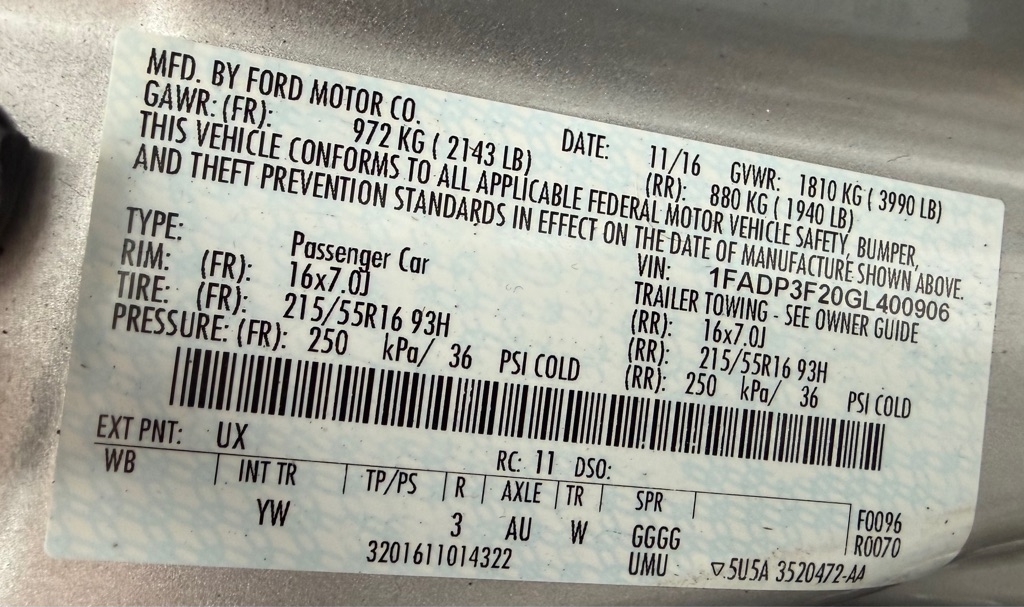 MFD. BY FORD MOTOR CO.
DATE: 11/16 GVWR: 1810 KG ( 3990 LB)
GAWR: (FR): 972 KG ( 2143 LB) (RR): 880 KG ( 1940 LB)
THIS VEHICLE CONFORMS TO ALL APPLICABLE FEDERAL MOTOR VEHICLE SAFETY, BUMPER,
AND THEFT PREVENTION STANDARDS IN EFFECT ON THE DATE OF MANUFACTURE SHOWN ABOVE.
VIN: 1FADP3F20GL400906
TYPE: Passenger Car TRAILER TOWING - SEE OWNER GUIDE
RIM: (FR): 16x7.0J (RR): 16x7.0J
TIRE: (FR): 215/55R16 93H (RR): 215/55R16 93H
PRESSURE: (FR): 250 kPa/ 36 PSI COLD (RR): 250 kPa/ 36 PSI COLD
EXT PNT: UX RC: 11 DSO:
WB INT TR TP/PS R AXLE TR SPR F0096
YW 3 AU W GGGG R0070
3201611014322 UMU ▽5U5A 3520472-AA